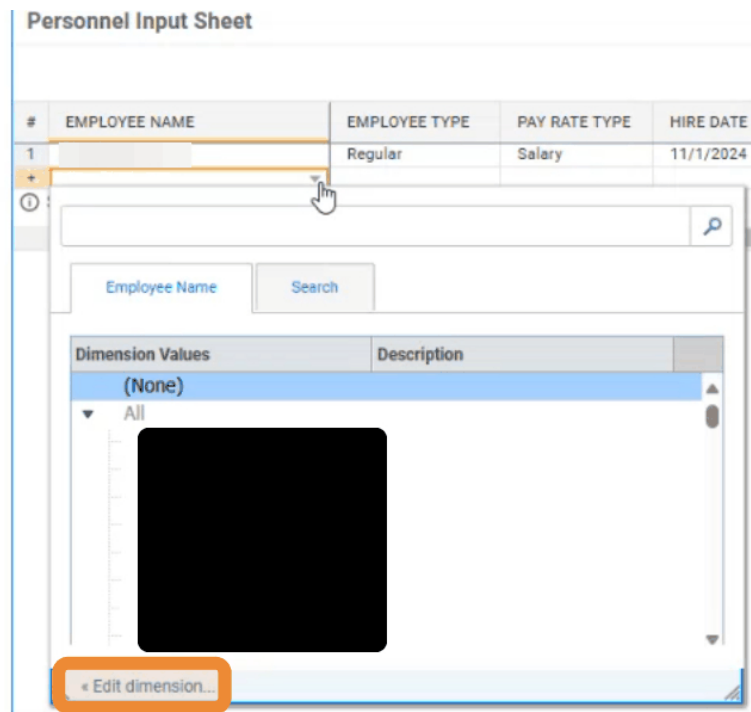 Personnel Input Sheet
# EMPLOYEE NAME EMPLOYEE TYPE PAY RATE TYPE HIRE DATE
1 Regular Salary 11/1/2024
+
Employee Name Search
Dimension Values Description
(None)
All
« Edit dimension...